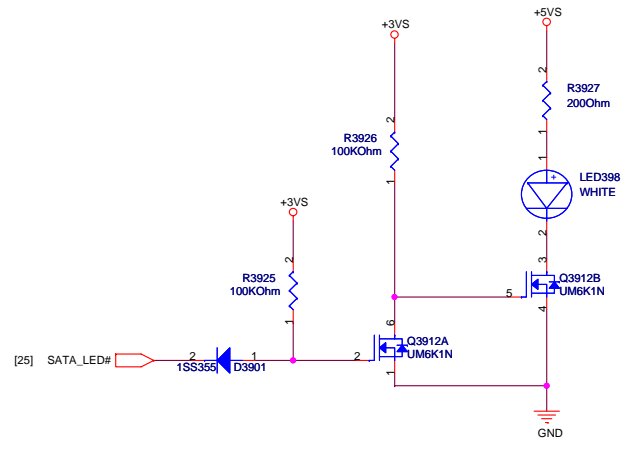 +5VS
+3VS
2
R3927
200Ohm
1
2
R3926
100KOhm
1
1
LED398
WHITE
+
2
+3VS
2
R3925
100KOhm
1
3
Q3912B
UM6K1N
5
4
6
Q3912A
UM6K1N
2
1
[25] SATA_LED#
2
1
1SS355
D3901
GND